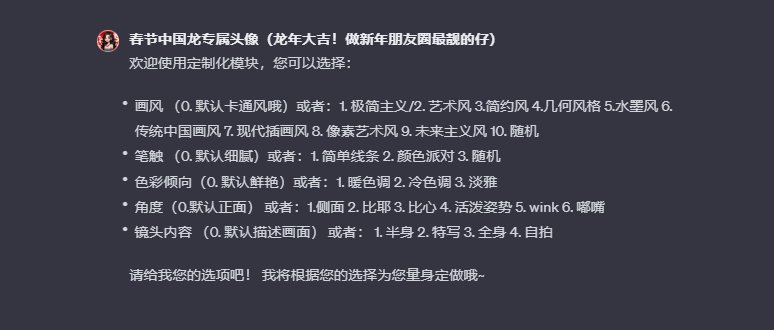 春节中国龙专属头像（龙年大吉！做新年朋友圈最靓的仔）
欢迎使用定制化模块，您可以选择：
• 画风 （0. 默认卡通风哦）或者：1. 极简主义/2. 艺术风 3.简约风 4.几何风格 5.水墨风 6.
传统中国画风 7. 现代插画风 8. 像素艺术风 9. 未来主义风 10. 随机
• 笔触 （0. 默认细腻）或者：1. 简单线条 2. 颜色派对 3. 随机
• 色彩倾向（0. 默认鲜艳）或者：1. 暖色调 2. 冷色调 3. 淡雅
• 角度（0.默认正面） 或者：1.侧面 2. 比耶 3. 比心 4. 活泼姿势 5. wink 6. 嘟嘴
• 镜头内容 （0. 默认描述画面） 或者： 1. 半身 2. 特写 3. 全身 4. 自拍
请给我您的选项吧！ 我将根据您的选择为您量身定做哦~